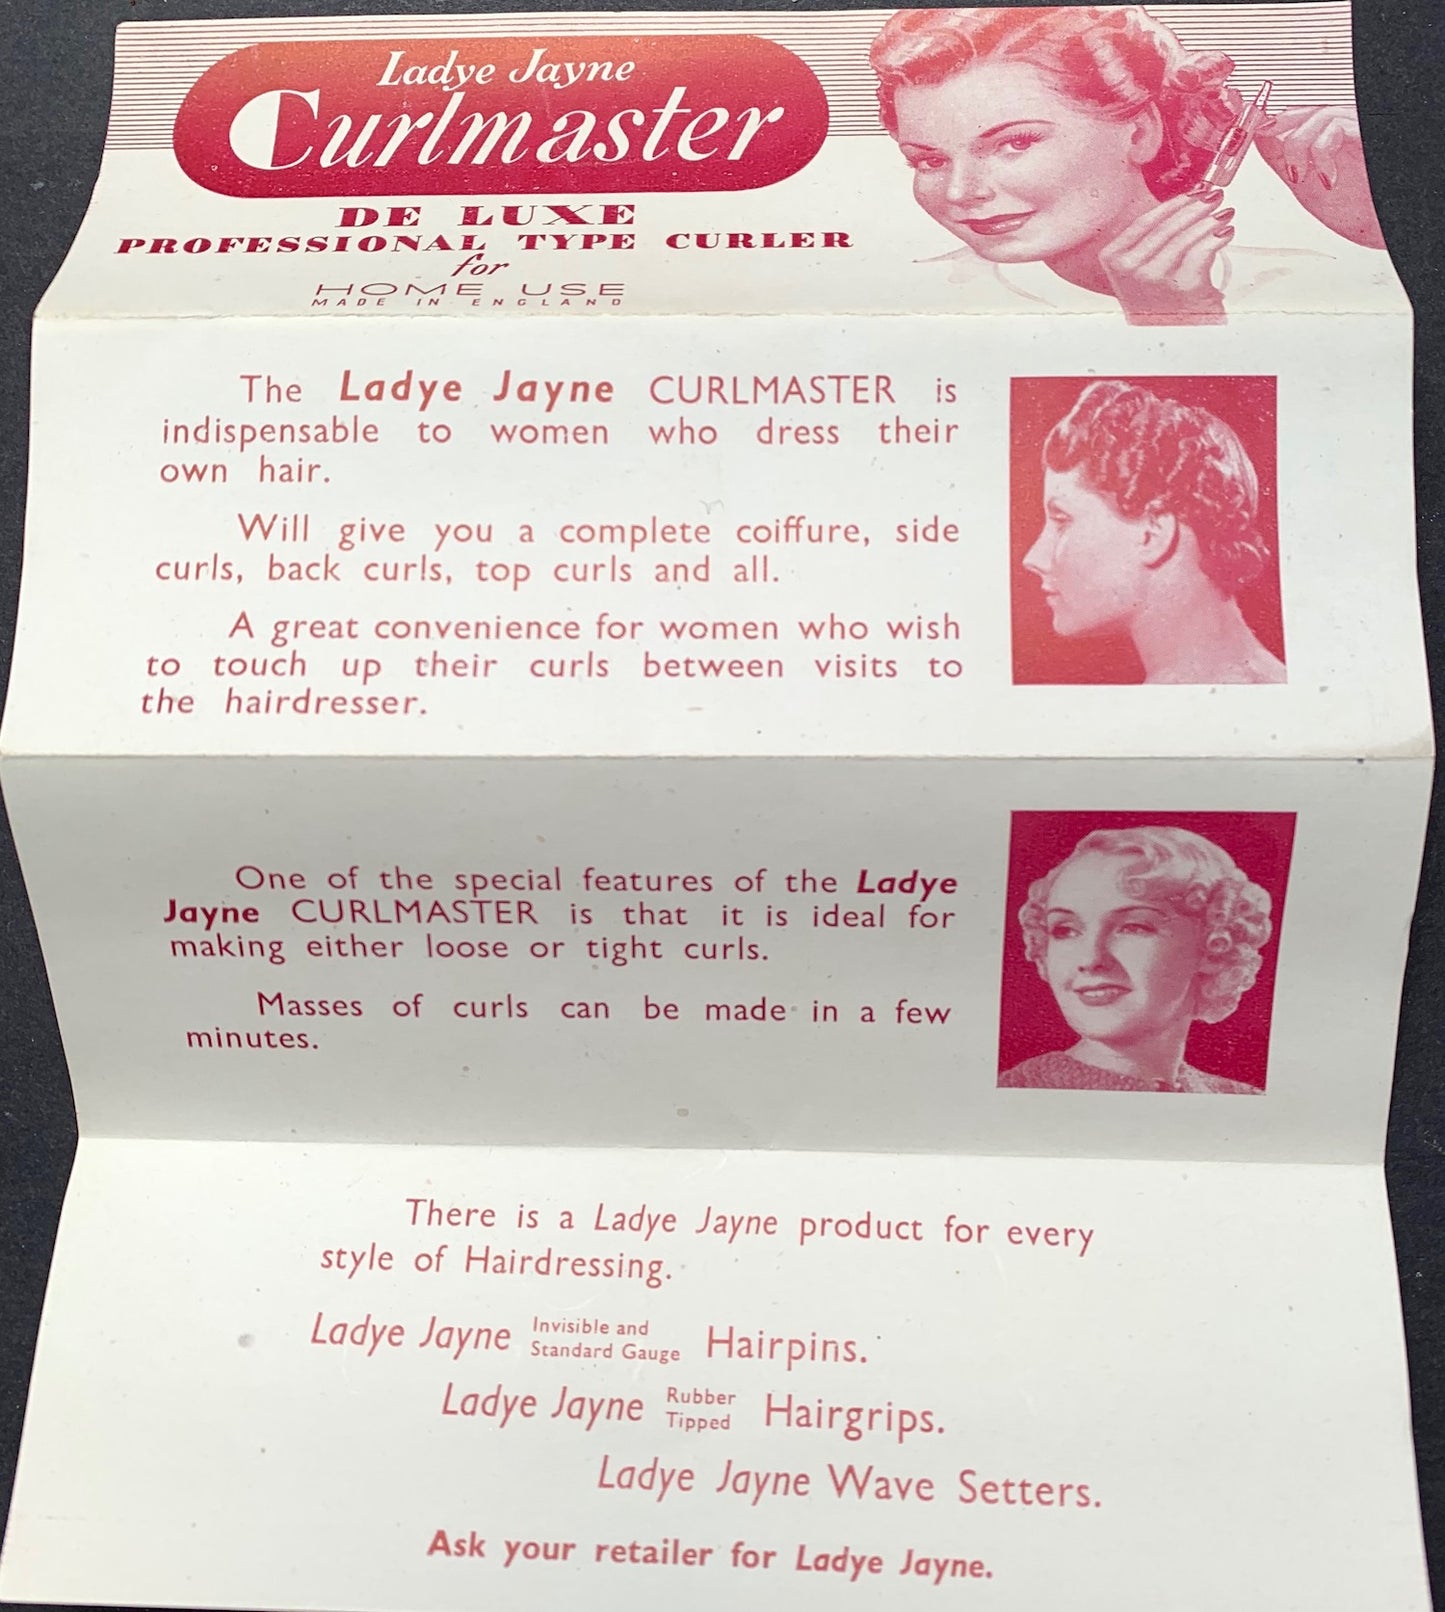 Ladye Jayne
Curlmaster
DE LUXE
PROFESSIONAL TYPE CURLER
for
HOME USE
MADE IN ENGLAND
The Ladye Jayne CURLMASTER is
indispensable to women who dress their
own hair.
Will give you a complete coiffure, side
curls, back curls, top curls and all.
A great convenience for women who wish
to touch up their curls between visits to
the hairdresser.
One of the special features of the Ladye
Jayne CURLMASTER is that it is ideal for
making either loose or tight curls.
Masses of curls can be made in a few
minutes.
There is a Ladye Jayne product for every
style of Hairdressing.
Ladye Jayne Invisible and Standard Gauge Hairpins.
Ladye Jayne Rubber Tipped Hairgrips.
Ladye Jayne Wave Setters.
Ask your retailer for Ladye Jayne.